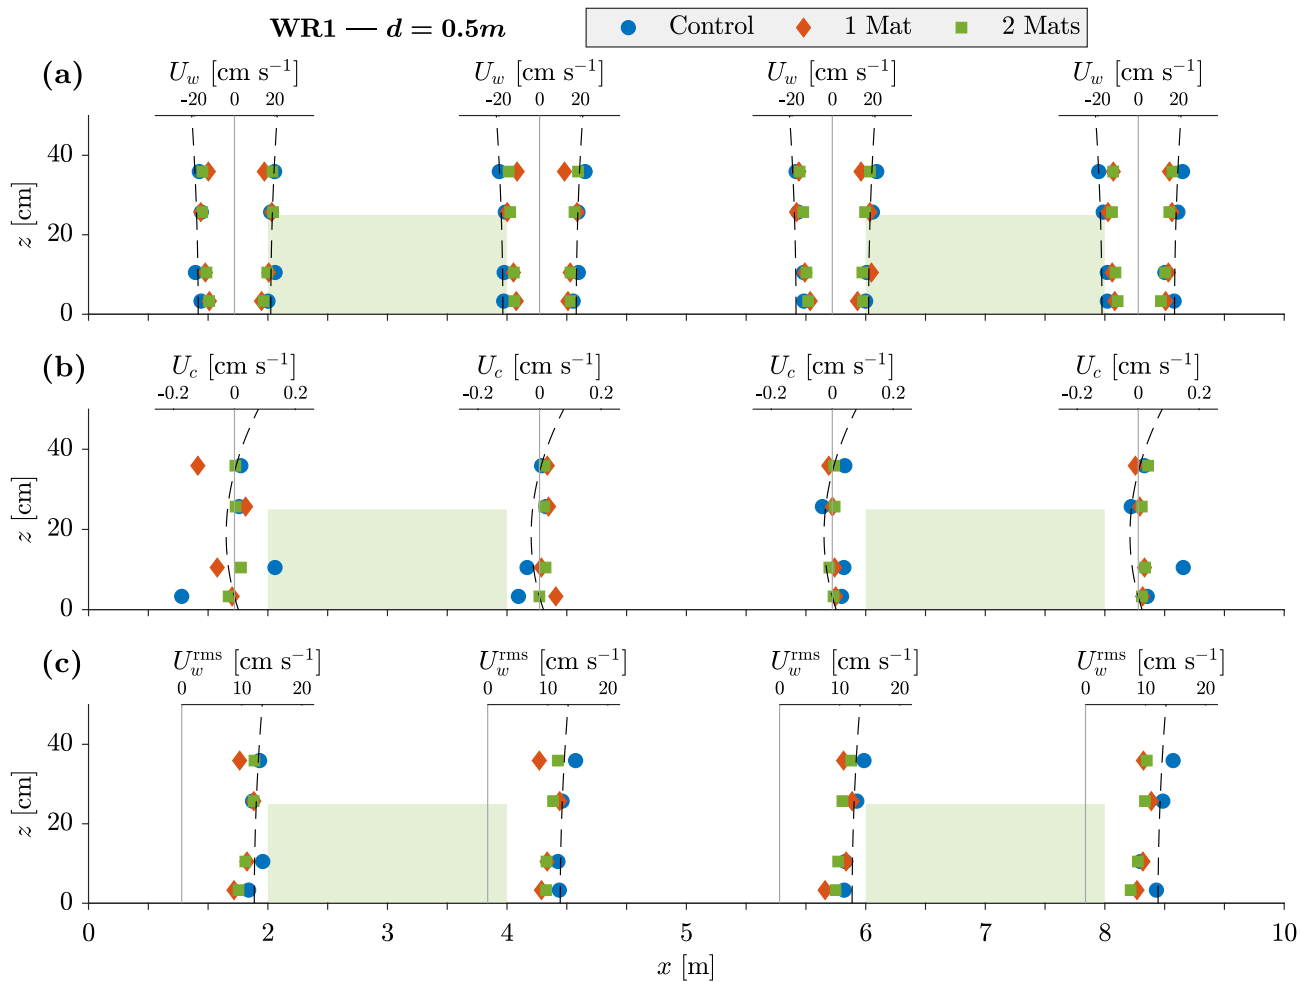 WR1 — d = 0.5m
Control 1 Mat 2 Mats
(a) U_w [cm s⁻¹] U_w [cm s⁻¹] U_w [cm s⁻¹] U_w [cm s⁻¹]
-20 0 20 -20 0 20 -20 0 20 -20 0 20
40
20
0
z [cm]
(b) U_c [cm s⁻¹] U_c [cm s⁻¹] U_c [cm s⁻¹] U_c [cm s⁻¹]
-0.2 0 0.2 -0.2 0 0.2 -0.2 0 0.2 -0.2 0 0.2
40
20
0
z [cm]
(c) U_w^rms [cm s⁻¹] U_w^rms [cm s⁻¹] U_w^rms [cm s⁻¹] U_w^rms [cm s⁻¹]
0 10 20 0 10 20 0 10 20 0 10 20
40
20
0
z [cm]
0 2 3 4 5 6 7 8 10
x [m]